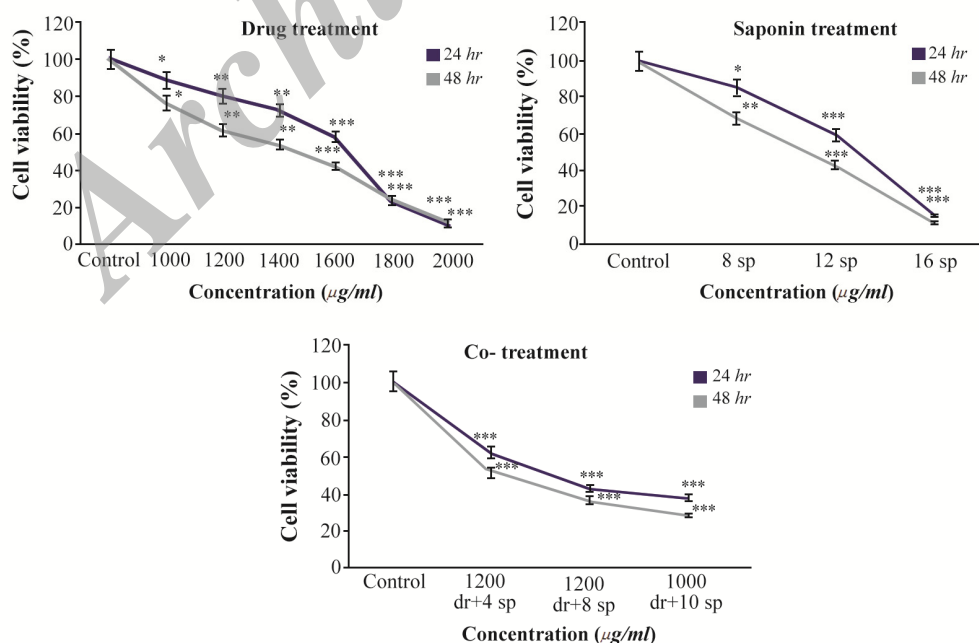 Drug treatment
120
100
80
60
40
20
0
Cell viability (%)
24 hr
48 hr
*
*
**
**
**
**
***
***
***
***
***
***
Control 1000 1200 1400 1600 1800 2000
Concentration (μg/ml)
Saponin treatment
120
100
80
60
40
20
0
Cell viability (%)
24 hr
48 hr
*
**
***
***
***
***
Control 8 sp 12 sp 16 sp
Concentration (μg/ml)
Co- treatment
120
100
80
60
40
20
0
Cell viability (%)
24 hr
48 hr
***
***
***
***
***
***
Control 1200 1200 1000
dr+4 sp dr+8 sp dr+10 sp
Concentration (μg/ml)